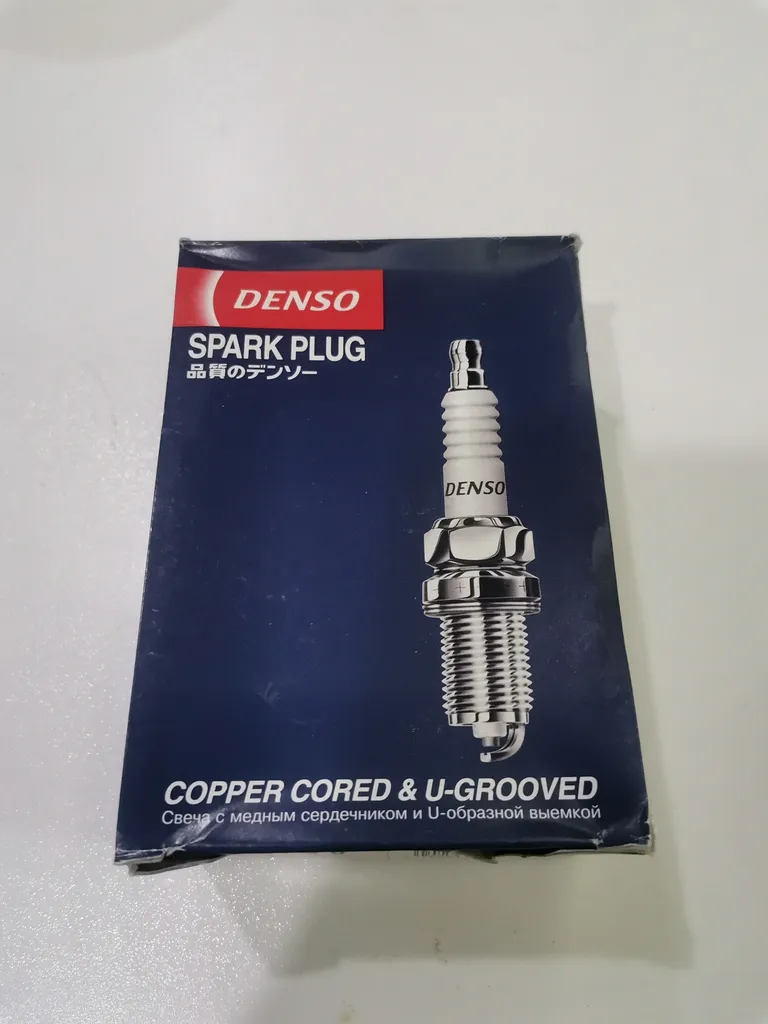 DENSO
SPARK PLUG
品質のデンソー
DENSO
COPPER CORED & U-GROOVED
Свеча с медным сердечником и U-образной выемкой